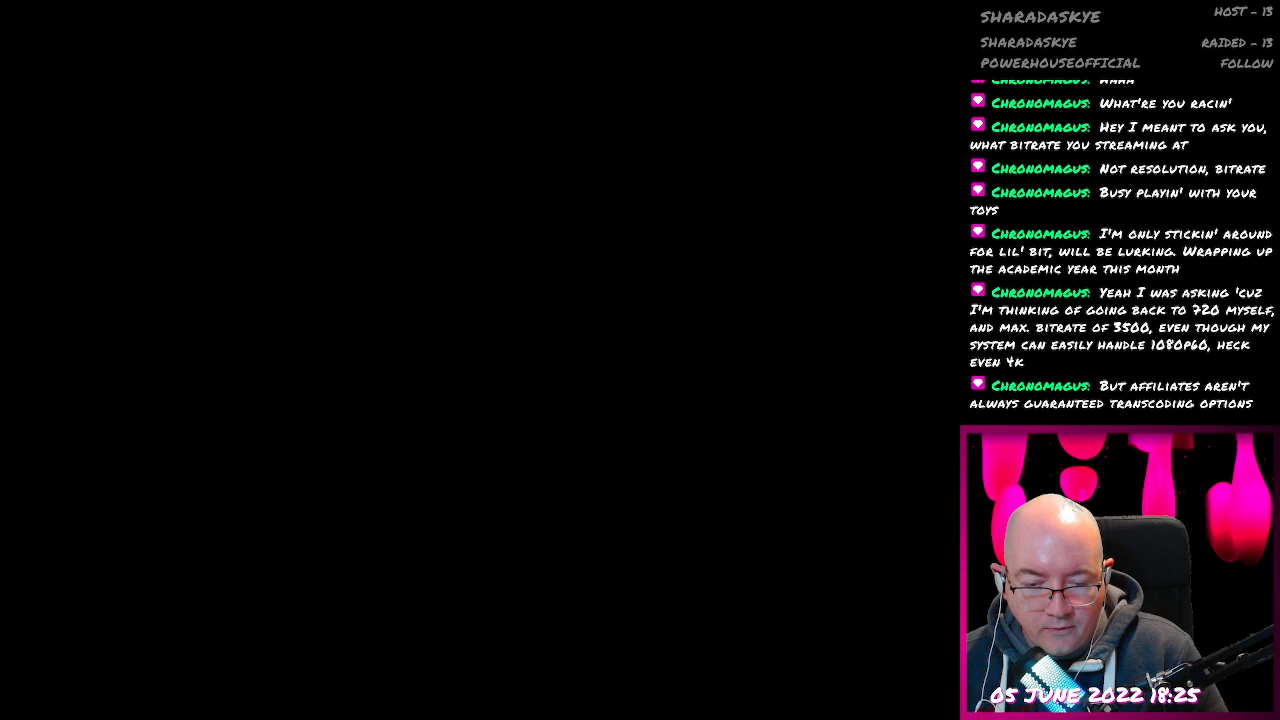 SHARADASKYE HOST - 13
SHARADASKYE RAIDED - 13
POWERHOUSEOFFICIAL FOLLOW
CHRONOMAGUS: AHHH
CHRONOMAGUS: WHAT'RE YOU RACIN'
CHRONOMAGUS: HEY I MEANT TO ASK YOU,
WHAT BITRATE YOU STREAMING AT
CHRONOMAGUS: NOT RESOLUTION, BITRATE
CHRONOMAGUS: BUSY PLAYIN' WITH YOUR
TOYS
CHRONOMAGUS: I'M ONLY STICKIN' AROUND
FOR LIL' BIT, WILL BE LURKING. WRAPPING UP
THE ACADEMIC YEAR THIS MONTH
CHRONOMAGUS: YEAH I WAS ASKING 'CUZ
I'M THINKING OF GOING BACK TO 720 MYSELF,
AND MAX. BITRATE OF 3500, EVEN THOUGH MY
SYSTEM CAN EASILY HANDLE 1080P60, HECK
EVEN 4K
CHRONOMAGUS: BUT AFFILIATES AREN'T
ALWAYS GUARANTEED TRANSCODING OPTIONS
05 JUNE 2022 18:25